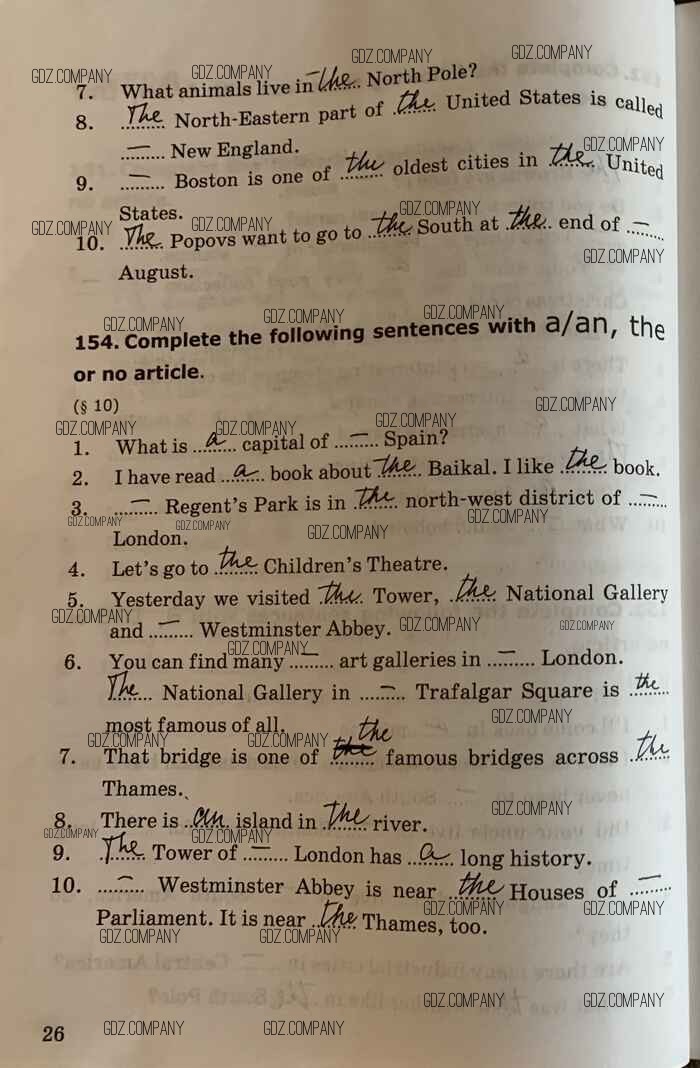 7. What animals live in the North Pole?
8. The North-Eastern part of the United States is called
— New England.
9. — Boston is one of the oldest cities in the United
States.
10. The Popovs want to go to the South at the end of —
August.
154. Complete the following sentences with a/an, the
or no article.
(§ 10)
1. What is a capital of — Spain?
2. I have read a book about the Baikal. I like the book.
3. — Regent's Park is in the north-west district of —
London.
4. Let's go to the Children's Theatre.
5. Yesterday we visited the Tower, the National Gallery
and — Westminster Abbey.
6. You can find many — art galleries in — London.
The National Gallery in — Trafalgar Square is the
most famous of all.
7. That bridge is one of the famous bridges across the
Thames.
8. There is an island in the river.
9. The Tower of — London has a long history.
10. — Westminster Abbey is near the Houses of —
Parliament. It is near the Thames, too.
26
GDZ.COMPANY